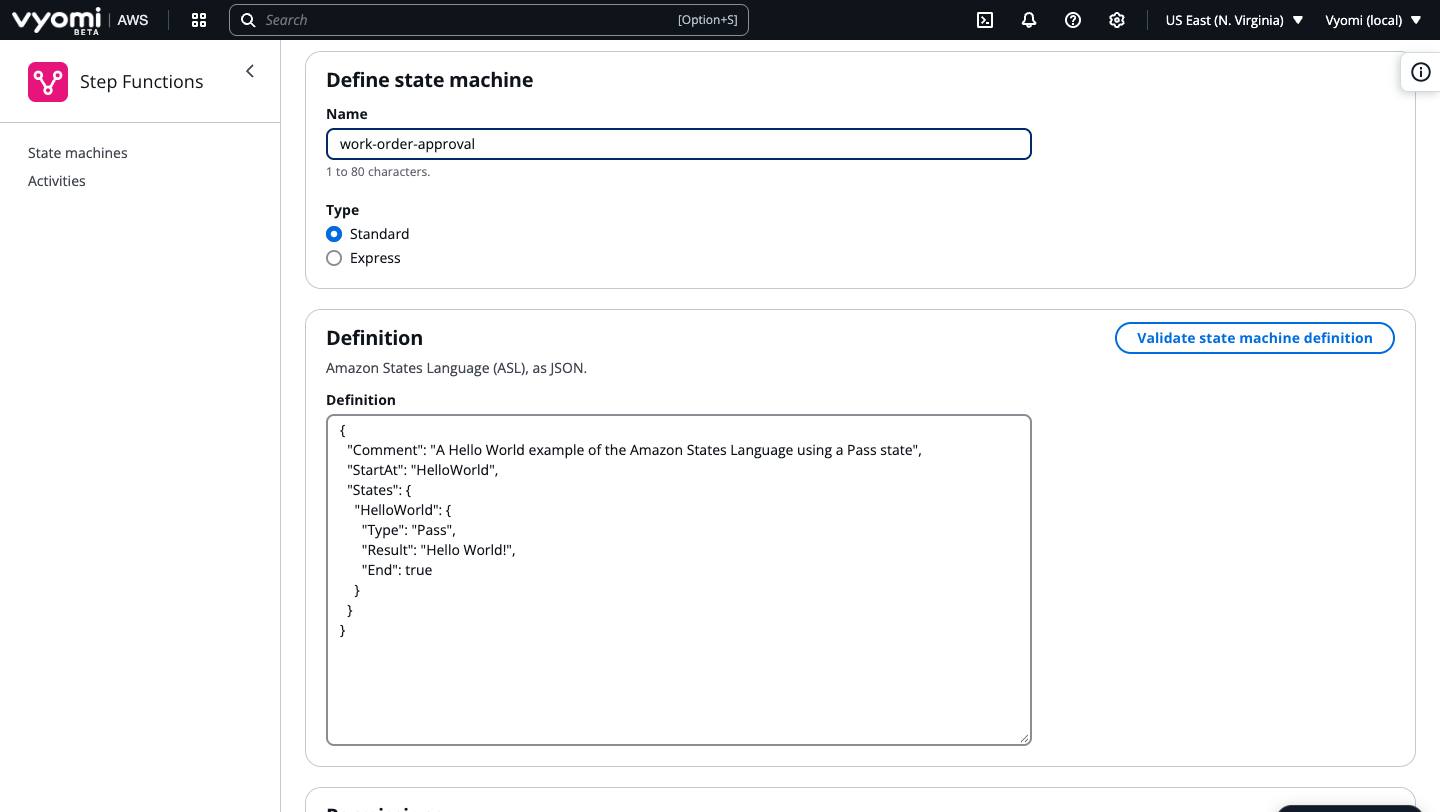 vyomi BETA AWS Search [Option+S] US East (N. Virginia) Vyomi (local)
Step Functions
State machines
Activities
Define state machine
Name
work-order-approval
1 to 80 characters.
Type
Standard
Express
Definition
Validate state machine definition
Amazon States Language (ASL), as JSON.
Definition
{
  "Comment": "A Hello World example of the Amazon States Language using a Pass state",
  "StartAt": "HelloWorld",
  "States": {
    "HelloWorld": {
      "Type": "Pass",
      "Result": "Hello World!",
      "End": true
    }
  }
}